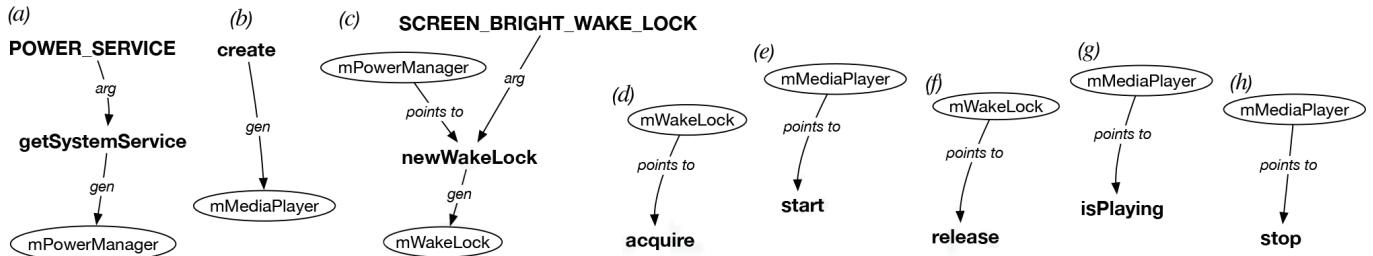 (a)
POWER_SERVICE
arg
getSystemService
gen
mPowerManager
(b)
create
gen
mMediaPlayer
(c)
SCREEN_BRIGHT_WAKE_LOCK
mPowerManager
arg
points to
newWakeLock
gen
mWakeLock
(d)
mWakeLock
points to
acquire
(e)
mMediaPlayer
points to
start
(f)
mWakeLock
points to
release
(g)
mMediaPlayer
points to
isPlaying
(h)
mMediaPlayer
points to
stop